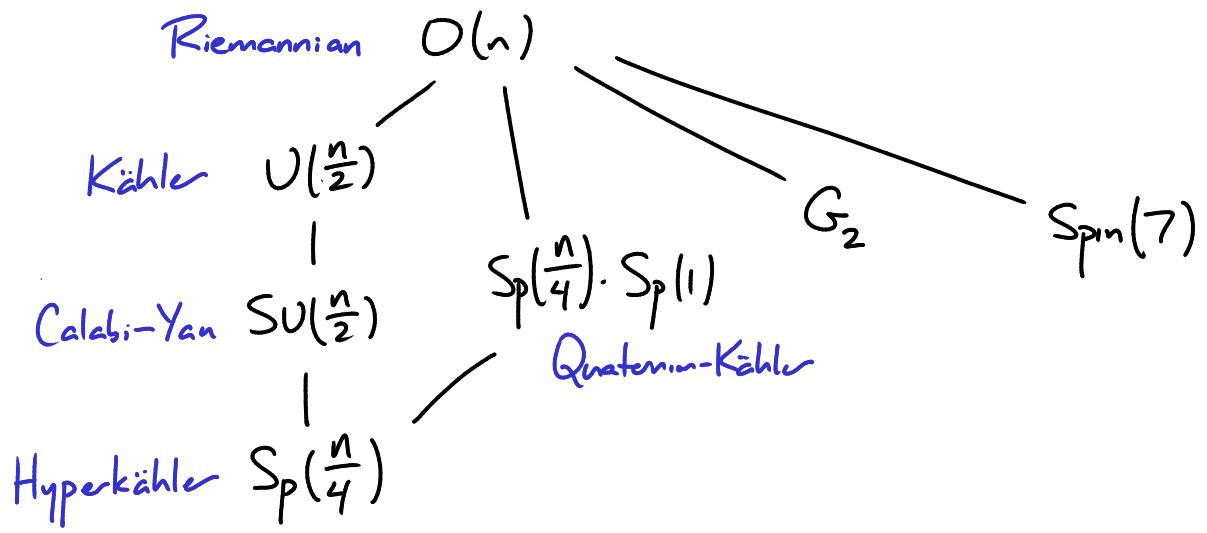 Riemannian O(n)
Kähler U(n/2)
G₂
Spin(7)
Sp(n/4)·Sp(1)
Calabi-Yau SU(n/2)
Quaternion-Kähler
Hyperkähler Sp(n/4)